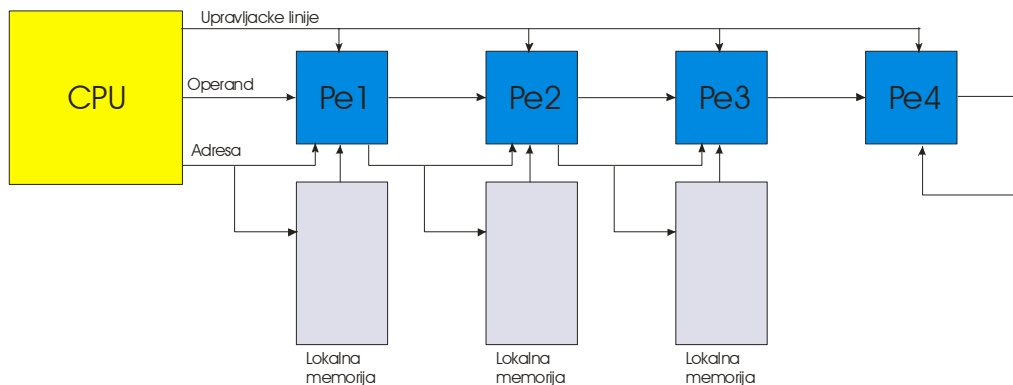 Upravljacke linije
CPU
Operand
Pe1
Pe2
Pe3
Pe4
Adresa
Lokalna
memorija
Lokalna
memorija
Lokalna
memorija